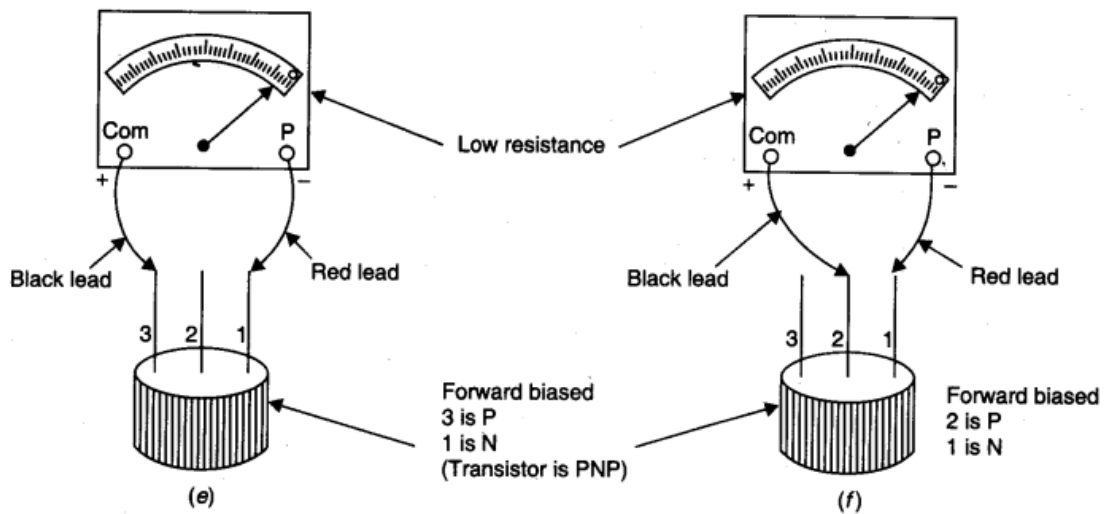 Com
P
+
−
Black lead
Red lead
3
2
1
(e)
Low resistance
Forward biased
3 is P
1 is N
(Transistor is PNP)
Com
P
+
−
Black lead
Red lead
3
2
1
Forward biased
2 is P
1 is N
(f)